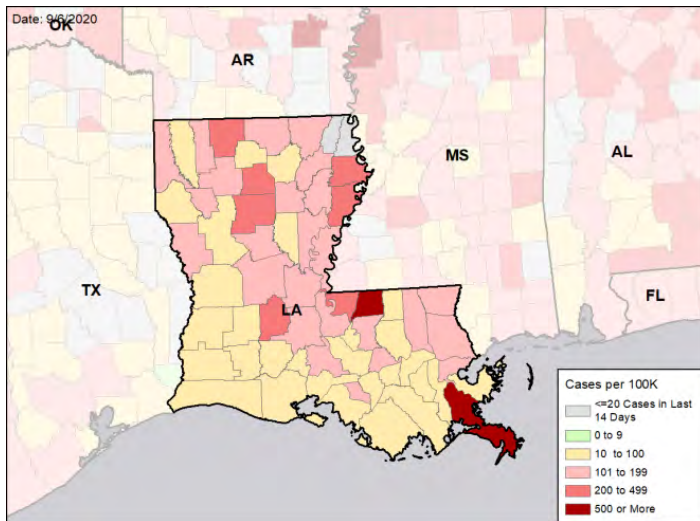 Date: 9/6/2020
OK
AR
MS
AL
TX
LA
FL
Cases per 100K
<=20 Cases in Last
14 Days
0 to 9
10 to 100
101 to 199
200 to 499
500 or More